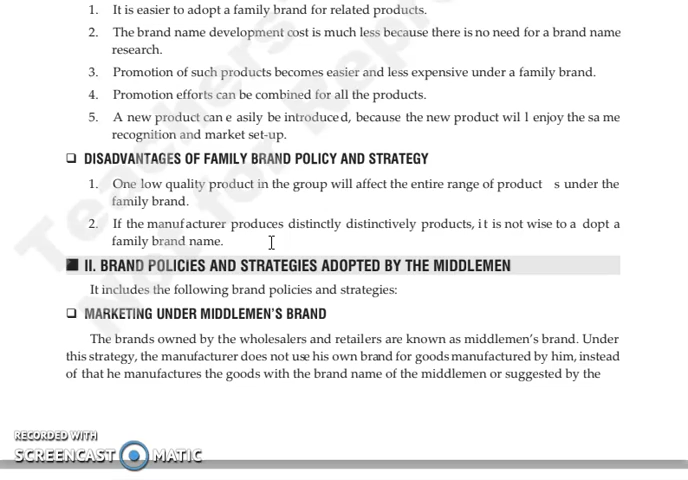 1. It is easier to adopt a family brand for related products.
2. The brand name development cost is much less because there is no need for a brand name
research.
3. Promotion of such products becomes easier and less expensive under a family brand.
4. Promotion efforts can be combined for all the products.
5. A new product can e asily be introduced, because the new product wil l enjoy the sa me
recognition and market set-up.
❑ DISADVANTAGES OF FAMILY BRAND POLICY AND STRATEGY
1. One low quality product in the group will affect the entire range of product s under the
family brand.
2. If the manufacturer produces distinctly distinctively products, it is not wise to a dopt a
family brand name.
■ II. BRAND POLICIES AND STRATEGIES ADOPTED BY THE MIDDLEMEN
It includes the following brand policies and strategies:
❑ MARKETING UNDER MIDDLEMEN'S BRAND
The brands owned by the wholesalers and retailers are known as middlemen's brand. Under
this strategy, the manufacturer does not use his own brand for goods manufactured by him, instead
of that he manufactures the goods with the brand name of the middlemen or suggested by the
RECORDED WITH
SCREENCAST MATIC